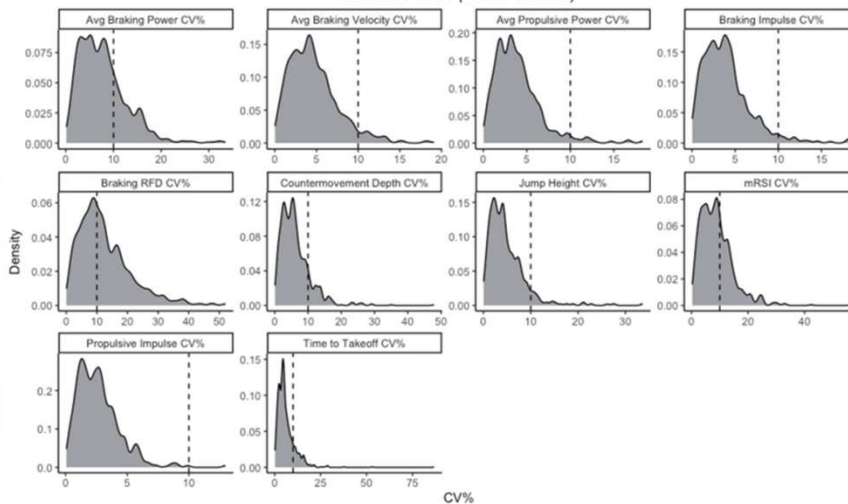 Avg Braking Power CV% Avg Braking Velocity CV% Avg Propulsive Power CV% Braking Impulse CV%
0.075 0.050 0.025 0.000
0 10 20 30
0.15 0.10 0.05 0.00
0 5 10 15 20
0.20 0.15 0.10 0.05 0.00
0 5 10 15
0.15 0.10 0.05 0.00
0 5 10 15
Braking RFD CV% Countermovement Depth CV% Jump Height CV% mRSI CV%
0.06 0.04 0.02 0.00
0 10 20 30 40 50
0.12 0.08 0.04 0.00
0 10 20 30 40 50
0.15 0.10 0.05 0.00
0 10 20 30
0.08 0.06 0.04 0.02 0.00
0 20 40
Density
Propulsive Impulse CV% Time to Takeoff CV%
0.2 0.1 0.0
0 5 10
0.15 0.10 0.05 0.00
0 25 50 75
CV%